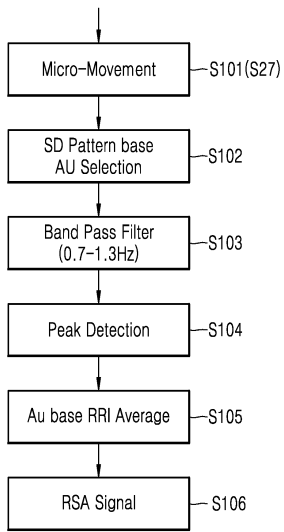 Micro-Movement
S101(S27)
SD Pattern base
AU Selection
S102
Band Pass Filter
(0.7-1.3Hz)
S103
Peak Detection
S104
Au base RRI Average
S105
RSA Signal
S106